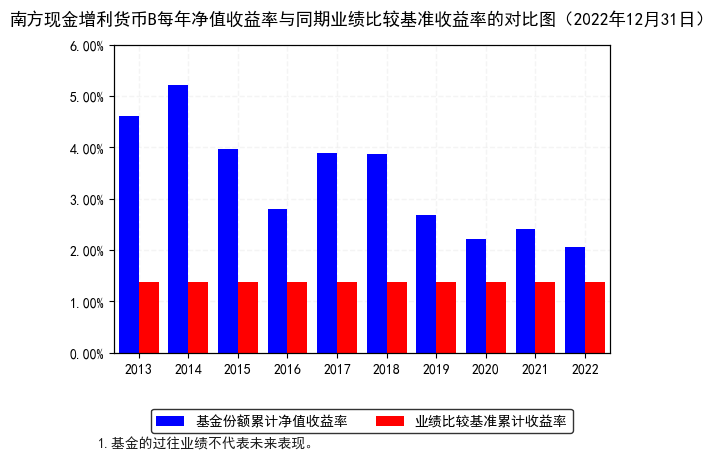 南方现金增利货币B每年净值收益率与同期业绩比较基准收益率的对比图（2022年12月31日）
6.00%
5.00%
4.00%
3.00%
2.00%
1.00%
0.00%
2013 2014 2015 2016 2017 2018 2019 2020 2021 2022
基金份额累计净值收益率 业绩比较基准累计收益率
1.基金的过往业绩不代表未来表现。